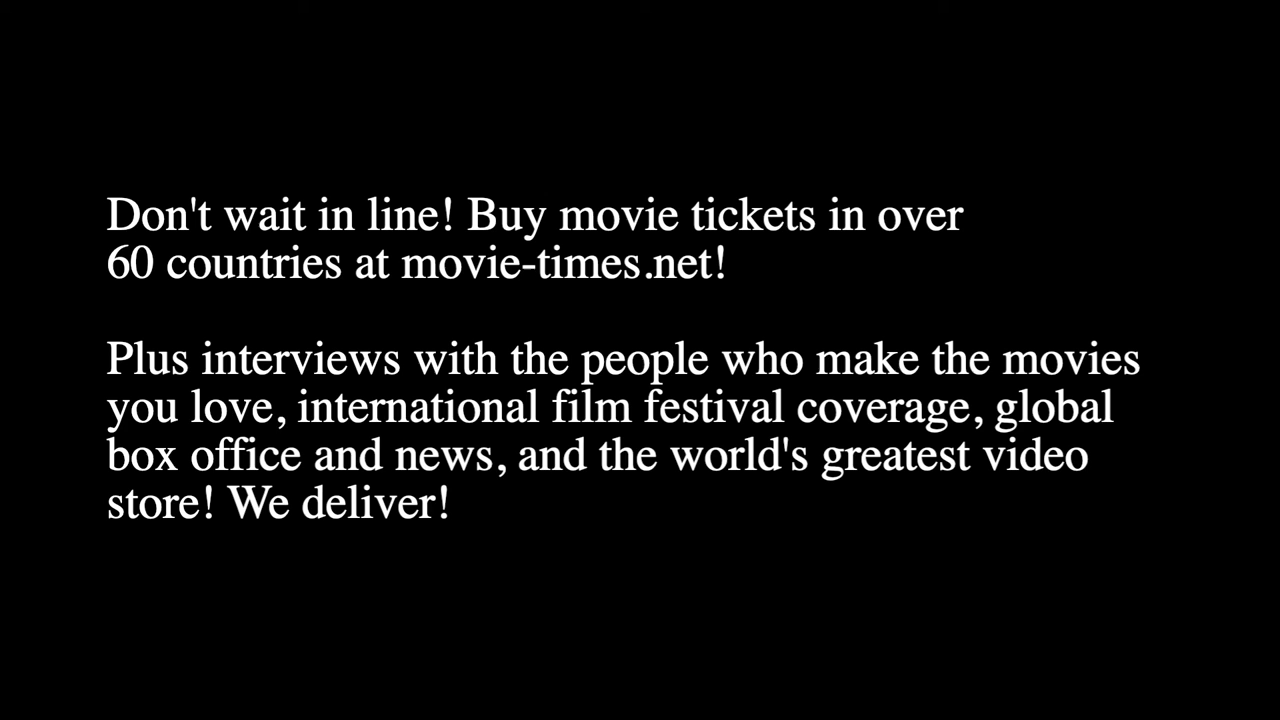 Don't wait in line! Buy movie tickets in over
60 countries at movie-times.net!
Plus interviews with the people who make the movies
you love, international film festival coverage, global
box office and news, and the world's greatest video
store! We deliver!